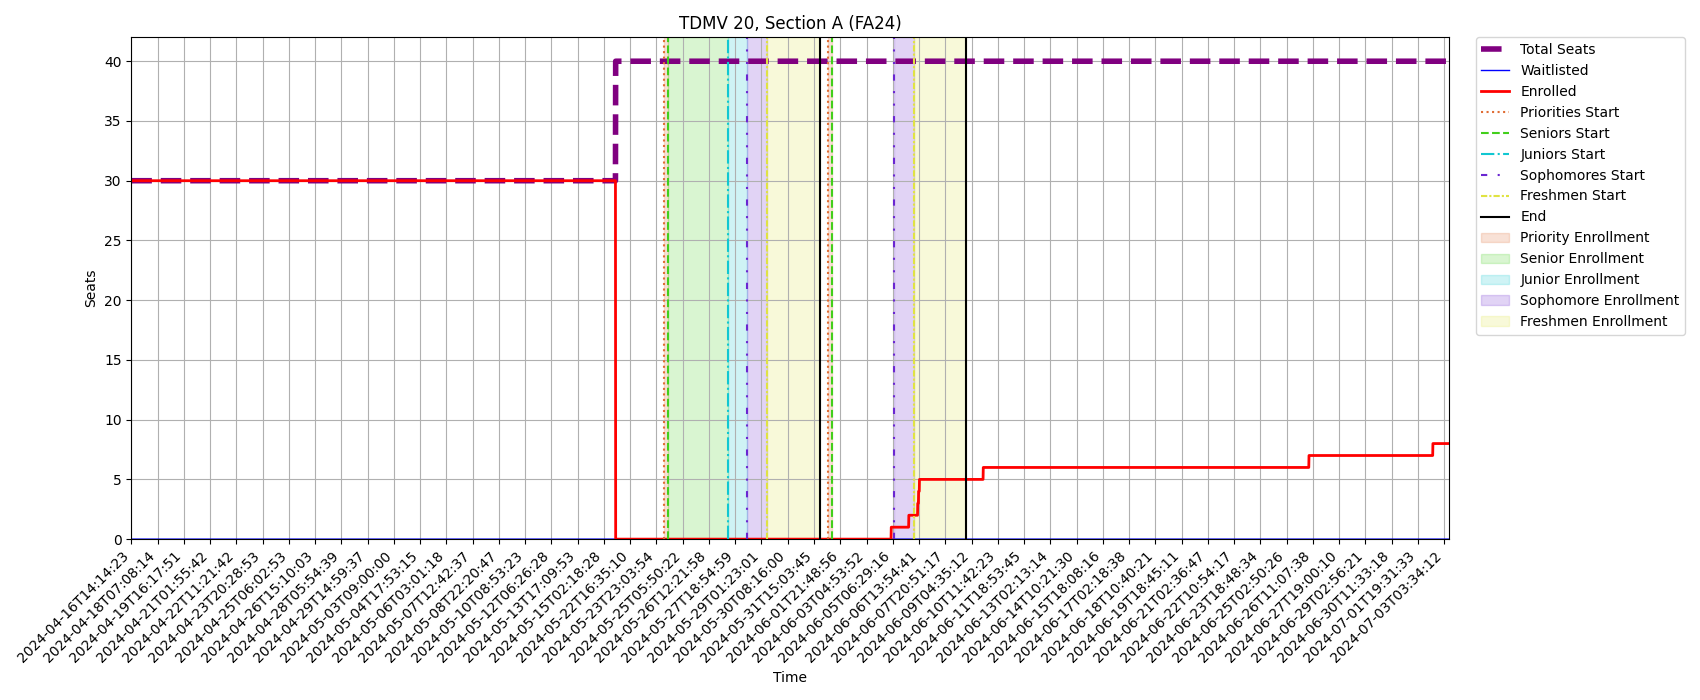 TDMV 20, Section A (FA24)
Seats
40
35
30
25
20
15
10
5
0
2024-04-16T14:14:23
2024-04-18T07:08:14
2024-04-19T16:17:51
2024-04-21T01:55:42
2024-04-22T11:21:42
2024-04-23T20:28:53
2024-04-25T06:02:53
2024-04-26T15:10:03
2024-04-28T05:54:39
2024-04-29T14:59:37
2024-05-03T09:00:00
2024-05-04T17:53:15
2024-05-06T03:01:18
2024-05-07T12:42:37
2024-05-08T22:20:47
2024-05-10T08:53:23
2024-05-12T06:26:28
2024-05-13T17:09:53
2024-05-15T02:18:28
2024-05-22T16:35:10
2024-05-23T23:03:54
2024-05-25T05:50:22
2024-05-26T12:21:58
2024-05-27T18:54:59
2024-05-29T01:23:01
2024-05-30T08:16:00
2024-05-31T15:03:45
2024-06-01T21:48:56
2024-06-03T04:53:52
2024-06-05T06:29:16
2024-06-06T13:54:41
2024-06-07T20:51:17
2024-06-09T04:35:12
2024-06-10T11:42:23
2024-06-11T18:53:45
2024-06-13T02:13:14
2024-06-14T10:21:30
2024-06-15T18:08:16
2024-06-17T02:18:38
2024-06-18T10:40:21
2024-06-19T18:45:11
2024-06-21T02:36:47
2024-06-22T10:54:17
2024-06-23T18:48:34
2024-06-25T02:50:26
2024-06-26T11:07:38
2024-06-27T19:00:10
2024-06-29T02:56:21
2024-06-30T11:33:18
2024-07-01T19:31:33
2024-07-03T03:34:12
Time
Total Seats
Waitlisted
Enrolled
Priorities Start
Seniors Start
Juniors Start
Sophomores Start
Freshmen Start
End
Priority Enrollment
Senior Enrollment
Junior Enrollment
Sophomore Enrollment
Freshmen Enrollment